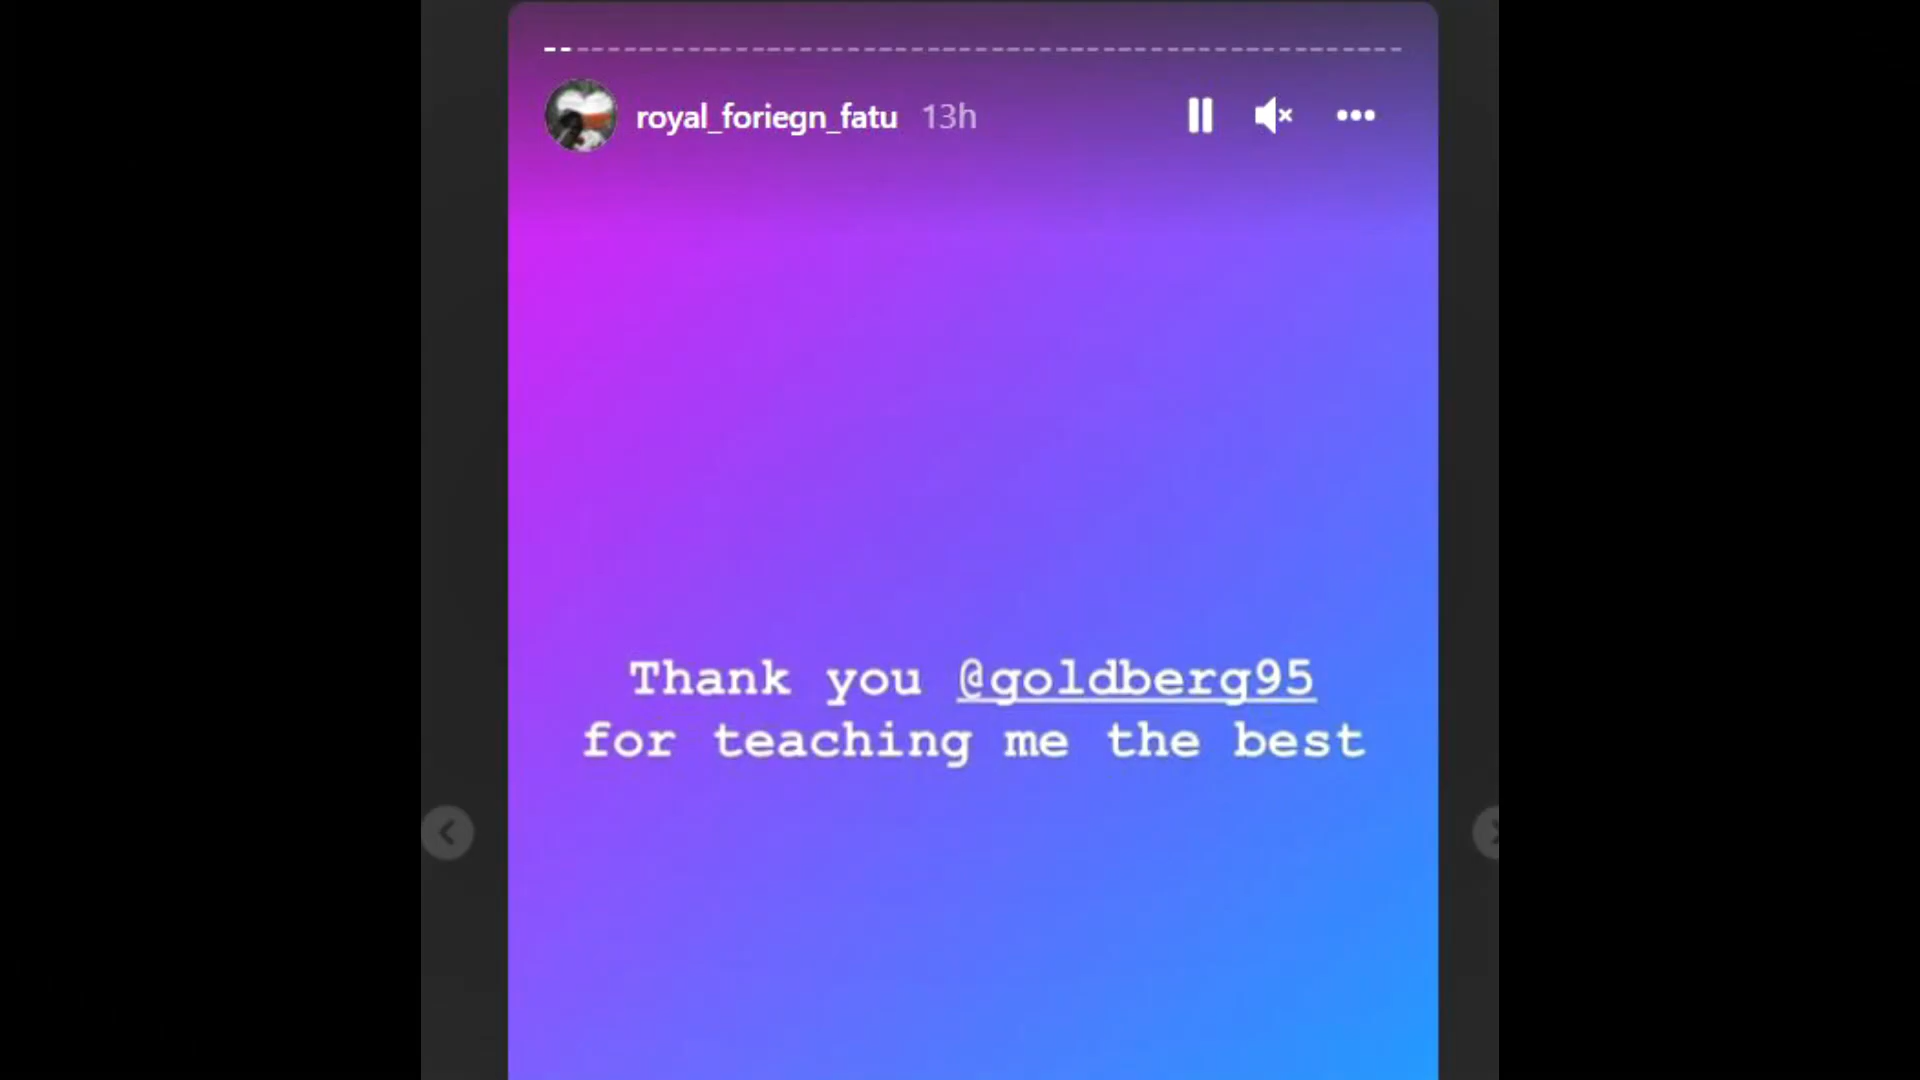 royal_foriegn_fatu 13h
Thank you @goldberg95
for teaching me the best